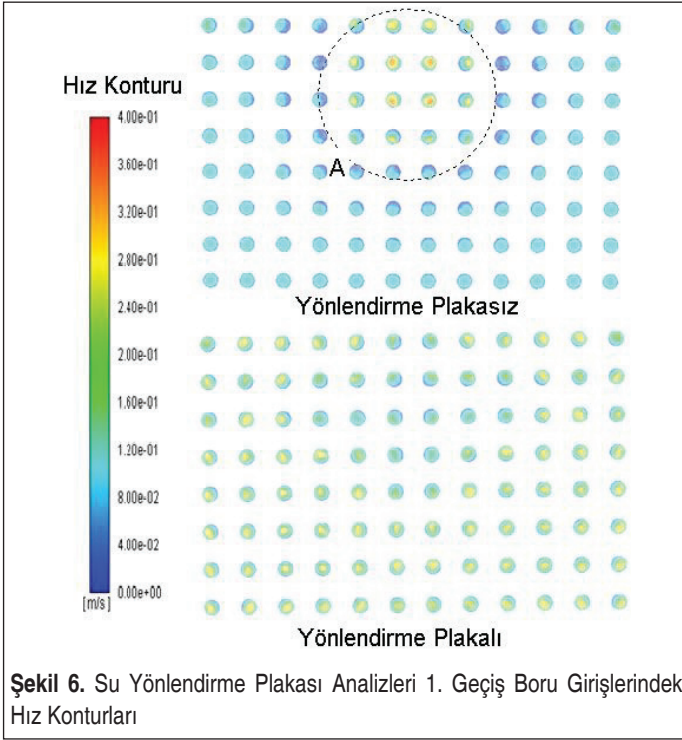 Hız Konturu
4.00e-01
3.60e-01
3.20e-01
2.80e-01
2.40e-01
2.00e-01
1.60e-01
1.20e-01
8.00e-02
4.00e-02
0.00e+00
[m/s]
A
Yönlendirme Plakasız
Yönlendirme Plakalı
Şekil 6. Su Yönlendirme Plakası Analizleri 1. Geçiş Boru Girişlerindek
Hız Konturları